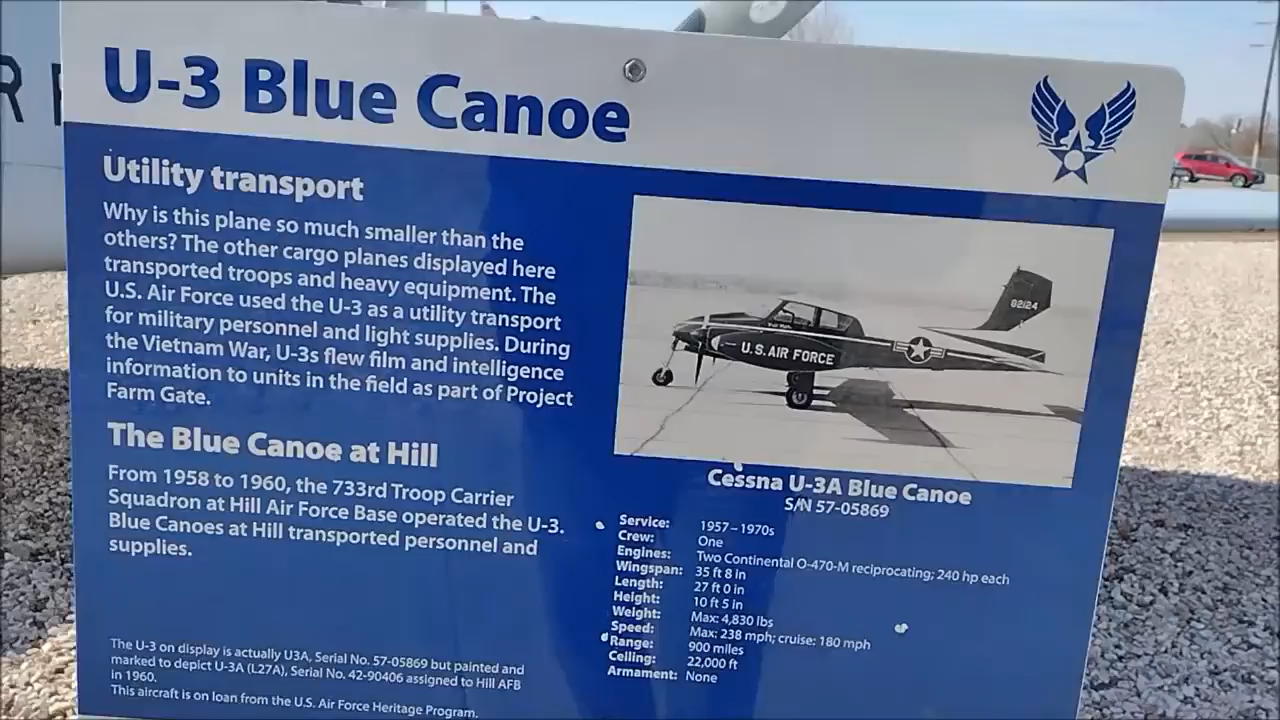 U-3 Blue Canoe
Utility transport
Why is this plane so much smaller than the
others? The other cargo planes displayed here
transported troops and heavy equipment. The
U.S. Air Force used the U-3 as a utility transport
for military personnel and light supplies. During
the Vietnam War, U-3s flew film and intelligence
information to units in the field as part of Project
Farm Gate.
The Blue Canoe at Hill
From 1958 to 1960, the 733rd Troop Carrier
Squadron at Hill Air Force Base operated the U-3.
Blue Canoes at Hill transported personnel and
supplies.
The U-3 on display is actually U3A, Serial No. 57-05869 but painted and
marked to depict U-3A (L27A), Serial No. 42-90406 assigned to Hill AFB
in 1960.
This aircraft is on loan from the U.S. Air Force Heritage Program.
82124
U.S. AIR FORCE
Cessna U-3A Blue Canoe
S/N 57-05869
Service: 1957–1970s
Crew: One
Engines: Two Continental O-470-M reciprocating; 240 hp each
Wingspan: 35 ft 8 in
Length: 27 ft 0 in
Height: 10 ft 5 in
Weight: Max: 4,830 lbs
Speed: Max: 238 mph; cruise: 180 mph
Range: 900 miles
Ceiling: 22,000 ft
Armament: None